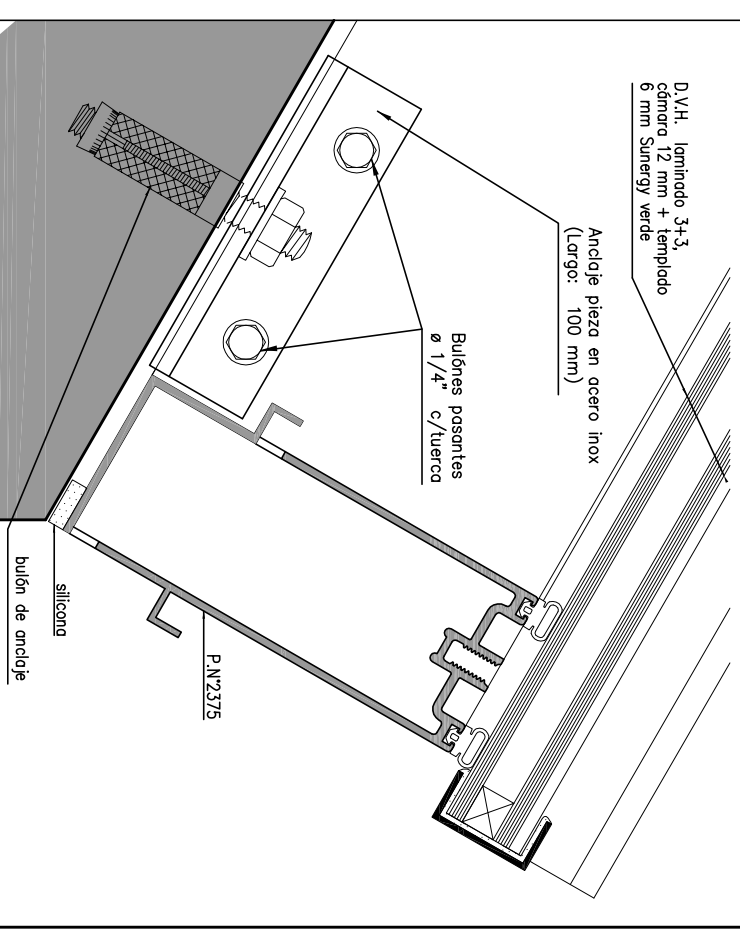 D.V.H. laminado 3+3,
cámara 12 mm + templado
6 mm Sunergy verde
Anclaje pieza en acero inox
(Largo: 100 mm)
Bulónes pasantes
ø 1/4" c/tuerca
P.N°2375
silicona
bulón de anclaje